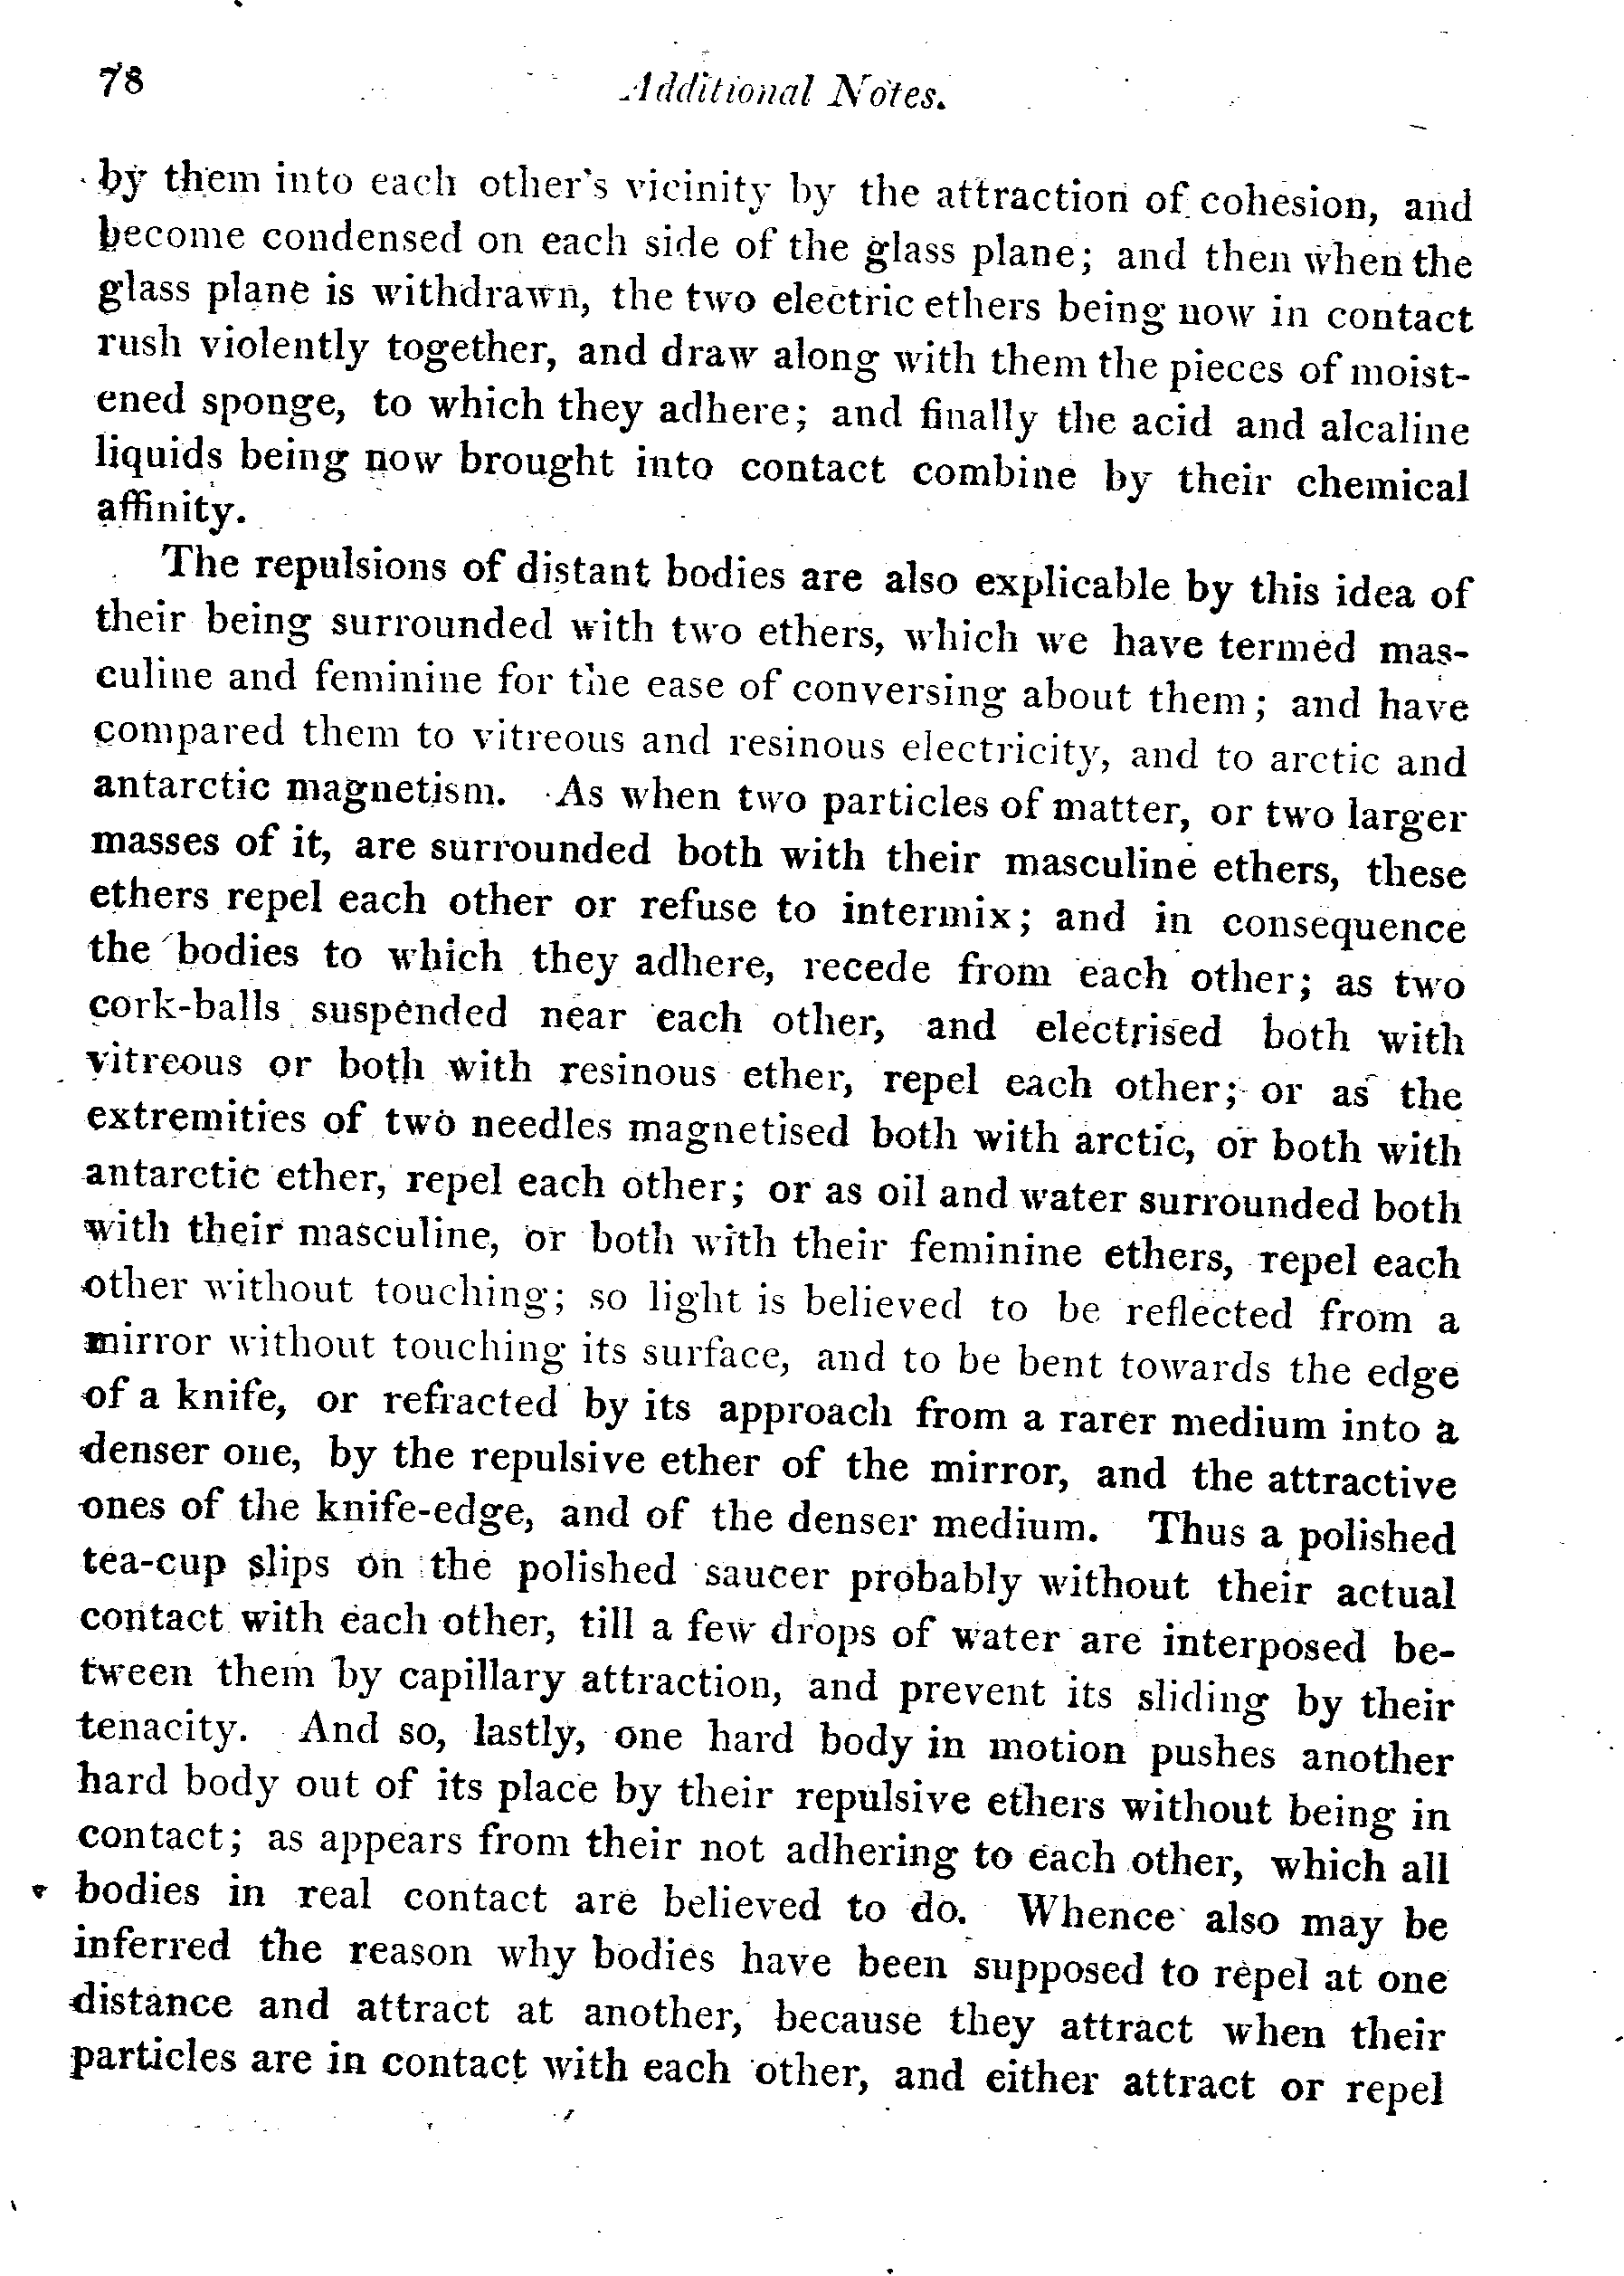 78
Additional Notes.
by them into each other's vicinity by the attraction of cohesion, and
become condensed on each side of the glass plane; and then when the
glass plane is withdrawn, the two electric ethers being now in contact
rush violently together, and draw along with them the pieces of moist-
ened sponge, to which they adhere; and finally the acid and alcaline
liquids being now brought into contact combine by their chemical
affinity.
The repulsions of distant bodies are also explicable by this idea of
their being surrounded with two ethers, which we have termed mas-
culine and feminine for the ease of conversing about them; and have
compared them to vitreous and resinous electricity, and to arctic and
antarctic magnetism. As when two particles of matter, or two larger
masses of it, are surrounded both with their masculine ethers, these
ethers repel each other or refuse to intermix; and in consequence
the bodies to which they adhere, recede from each other; as two
cork-balls suspended near each other, and electrised both with
vitreous or both with resinous ether, repel each other; or as the
extremities of two needles magnetised both with arctic, or both with
antarctic ether, repel each other; or as oil and water surrounded both
with their masculine, or both with their feminine ethers, repel each
other without touching; so light is believed to be reflected from a
mirror without touching its surface, and to be bent towards the edge
of a knife, or refracted by its approach from a rarer medium into a
denser one, by the repulsive ether of the mirror, and the attractive
ones of the knife-edge, and of the denser medium. Thus a polished
tea-cup slips on the polished saucer probably without their actual
contact with each other, till a few drops of water are interposed be-
tween them by capillary attraction, and prevent its sliding by their
tenacity. And so, lastly, one hard body in motion pushes another
hard body out of its place by their repulsive ethers without being in
contact; as appears from their not adhering to each other, which all
bodies in real contact are believed to do. Whence also may be
inferred the reason why bodies have been supposed to repel at one
distance and attract at another, because they attract when their
particles are in contact with each other, and either attract or repel